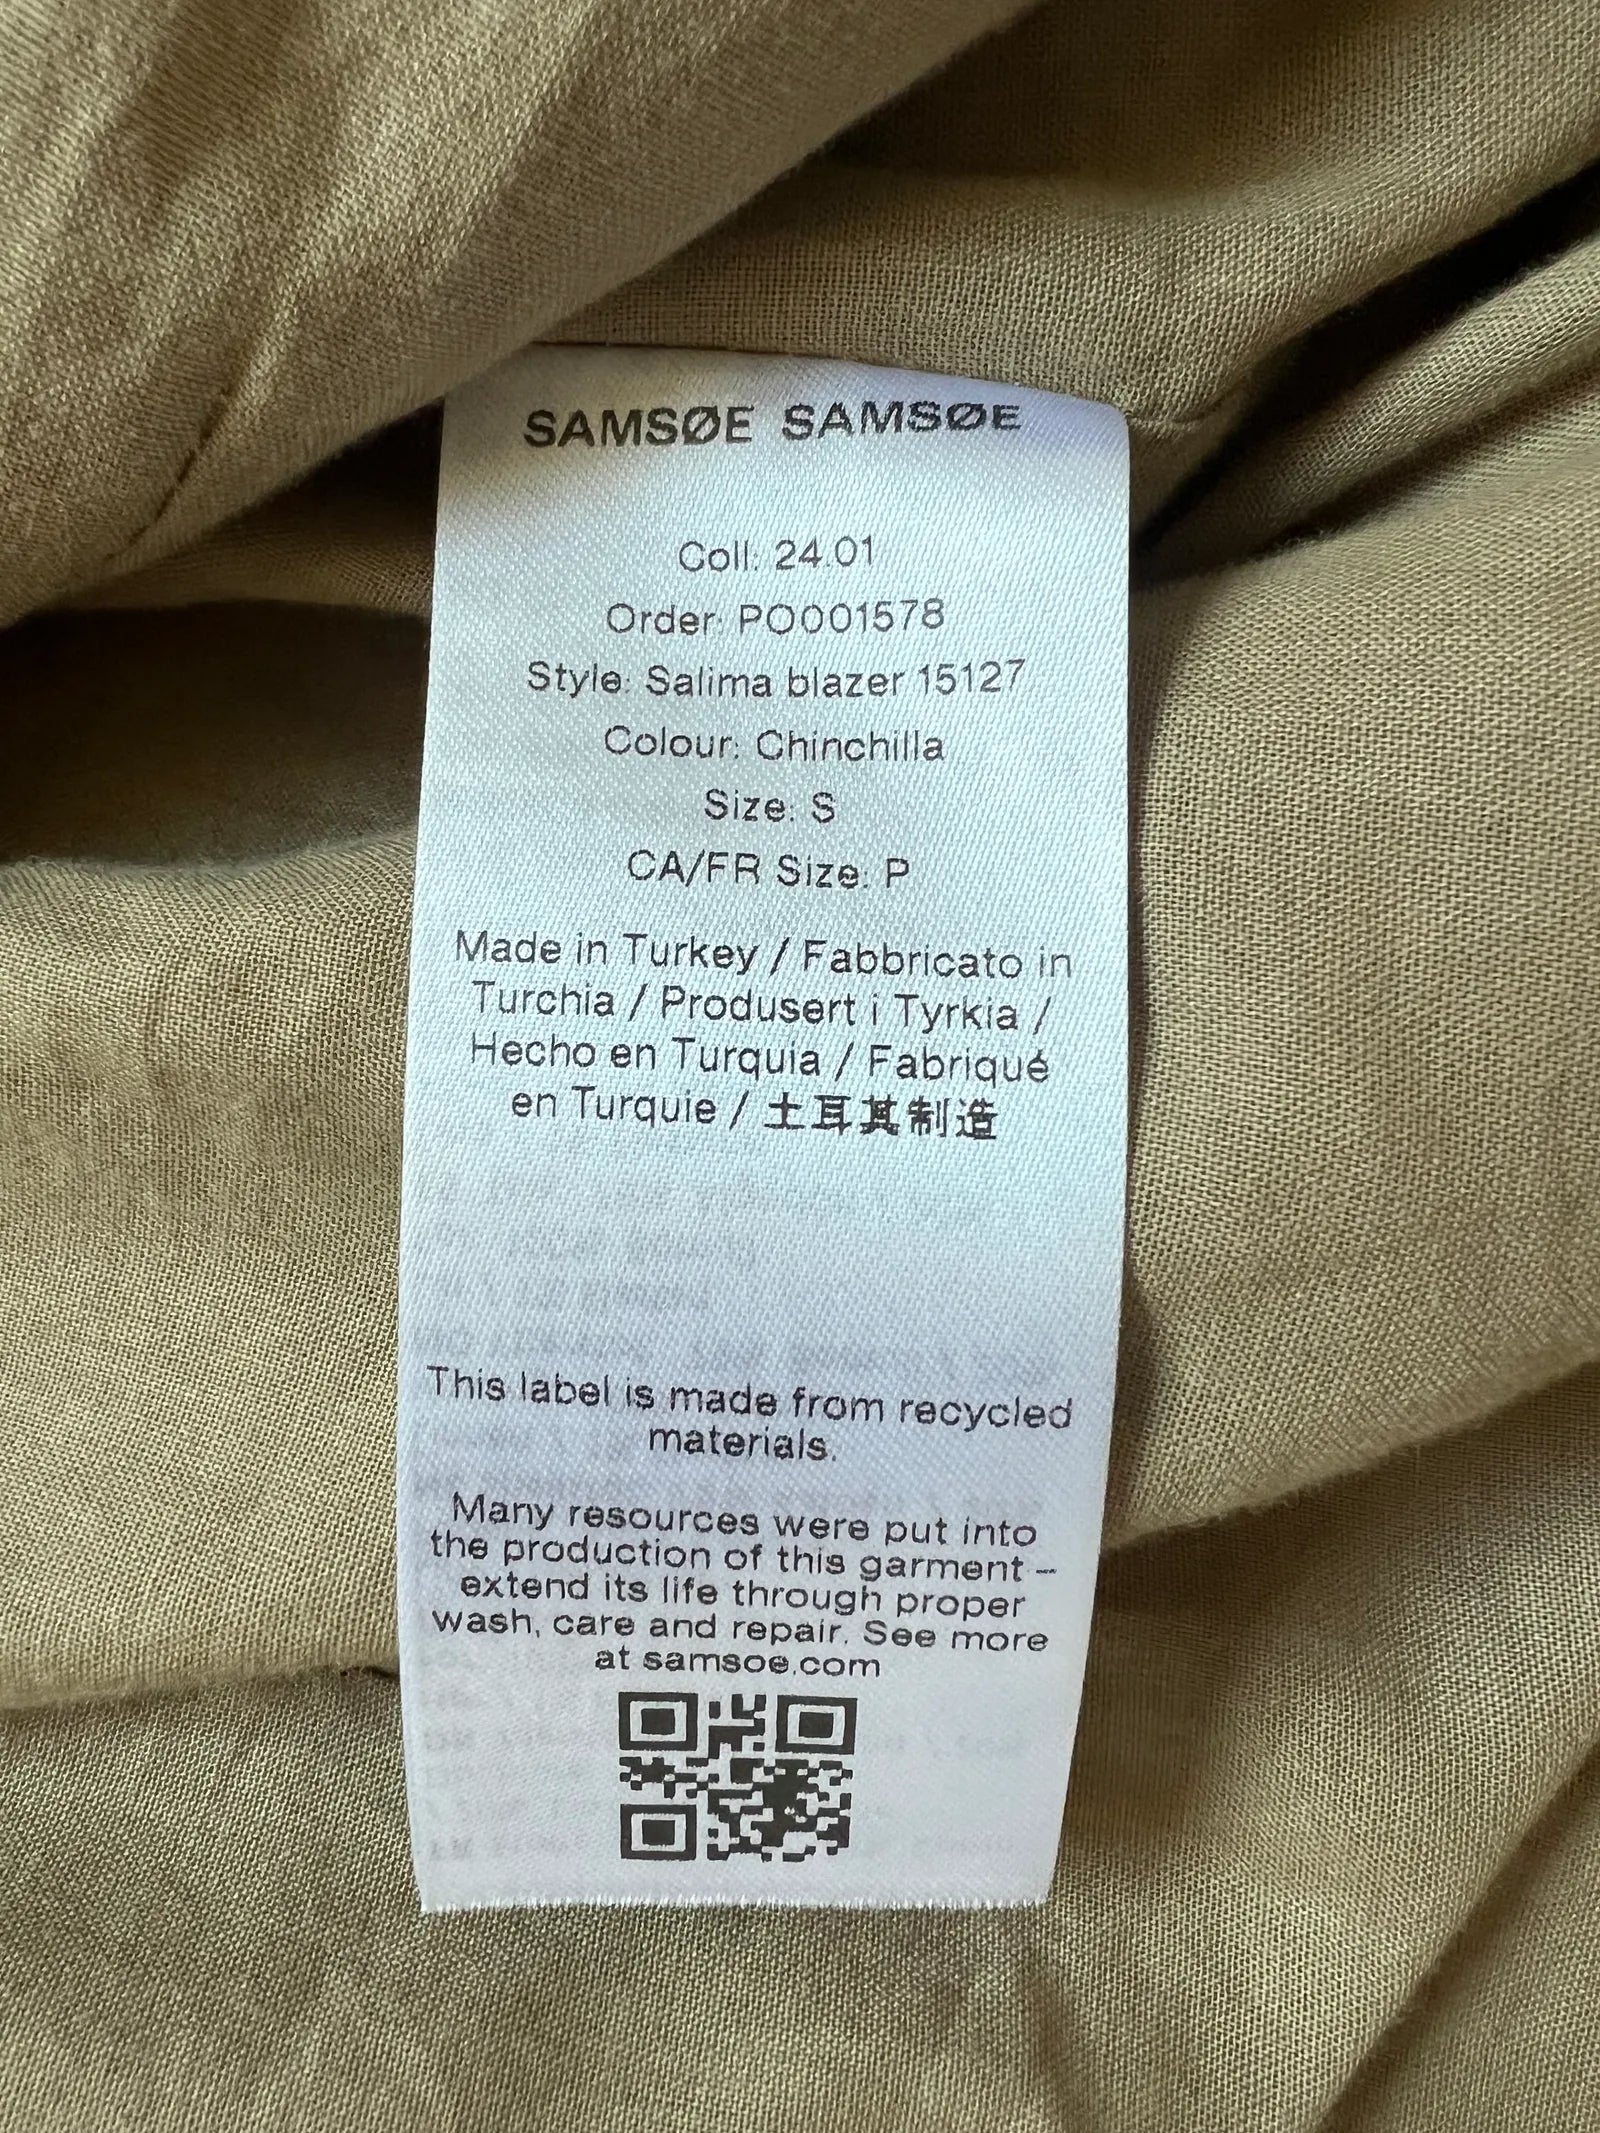 SAMSØE SAMSØE
Coll: 24.01
Order: PO001578
Style: Salima blazer 15127
Colour: Chinchilla
Size: S
CA/FR Size: P
Made in Turkey / Fabbricato in
Turchia / Produsert i Tyrkia /
Hecho en Turquia / Fabriqué
en Turquie / 土耳其制造
This label is made from recycled
materials.
Many resources were put into
the production of this garment –
extend its life through proper
wash, care and repair. See more
at samsoe.com